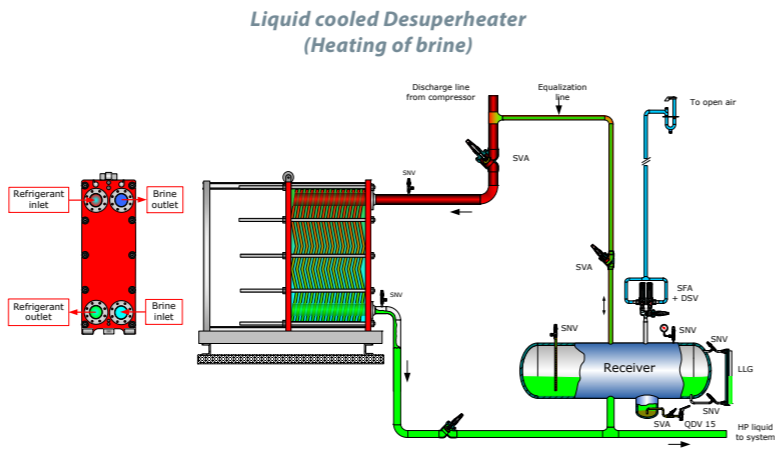 Liquid cooled Desuperheater
(Heating of brine)
Discharge line
from compressor
Equalization
line
To open air
SVA
SNV
Refrigerant
inlet
Brine
outlet
SVA
SFA
+ DSV
SNV
Refrigerant
outlet
Brine
inlet
SNV
SNV
SNV
Receiver
LLG
SNV
SVA
QDV 15
HP liquid
to system